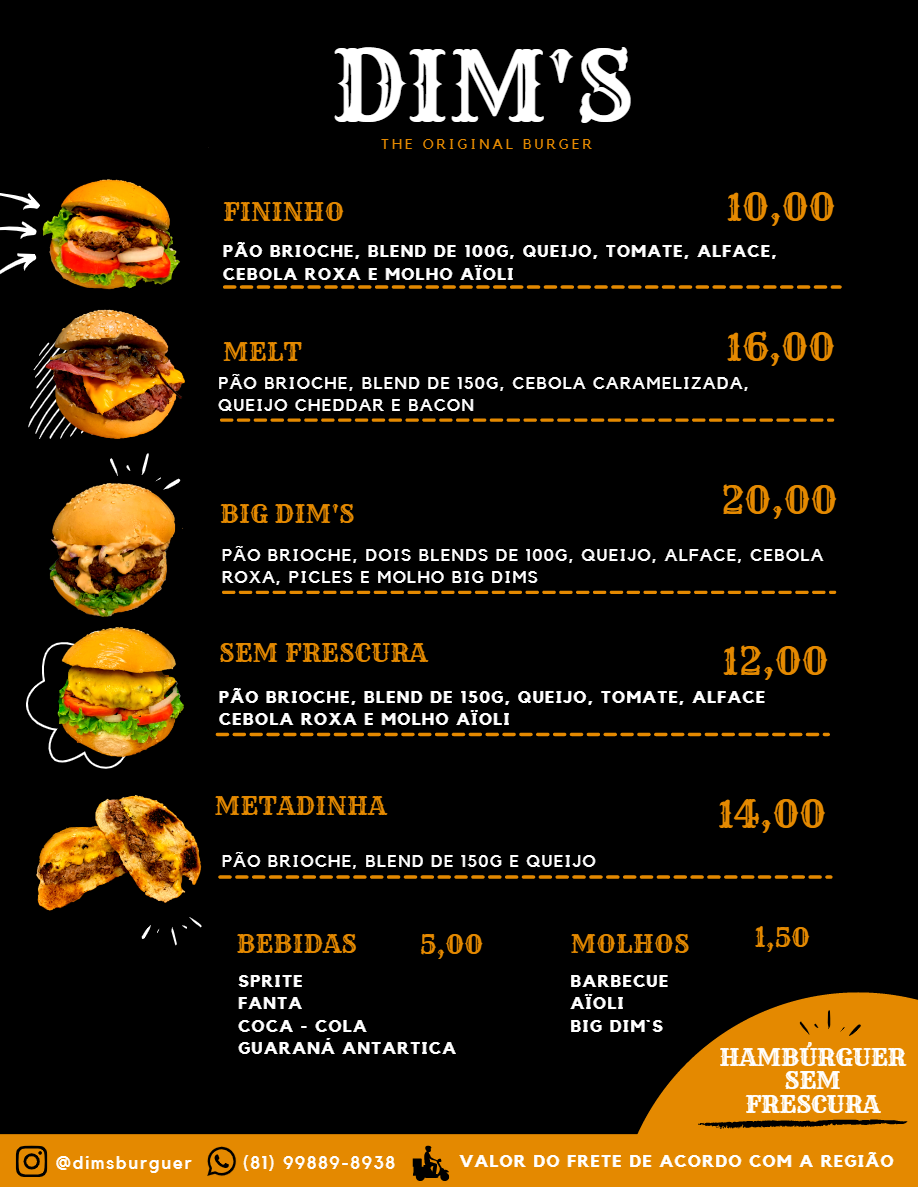 DIM'S
THE ORIGINAL BURGER
FININHO 10,00
PÃO BRIOCHE, BLEND DE 100G, QUEIJO, TOMATE, ALFACE,
CEBOLA ROXA E MOLHO AÏOLI
MELT 16,00
PÃO BRIOCHE, BLEND DE 150G, CEBOLA CARAMELIZADA,
QUEIJO CHEDDAR E BACON
BIG DIM'S 20,00
PÃO BRIOCHE, DOIS BLENDS DE 100G, QUEIJO, ALFACE, CEBOLA
ROXA, PICLES E MOLHO BIG DIMS
SEM FRESCURA 12,00
PÃO BRIOCHE, BLEND DE 150G, QUEIJO, TOMATE, ALFACE
CEBOLA ROXA E MOLHO AÏOLI
METADINHA 14,00
PÃO BRIOCHE, BLEND DE 150G E QUEIJO
BEBIDAS 5,00
SPRITE
FANTA
COCA - COLA
GUARANÁ ANTARTICA
MOLHOS 1,50
BARBECUE
AÏOLI
BIG DIM`S
HAMBÚRGUER
SEM
FRESCURA
@dimsburguer (81) 99889-8938 VALOR DO FRETE DE ACORDO COM A REGIÃO